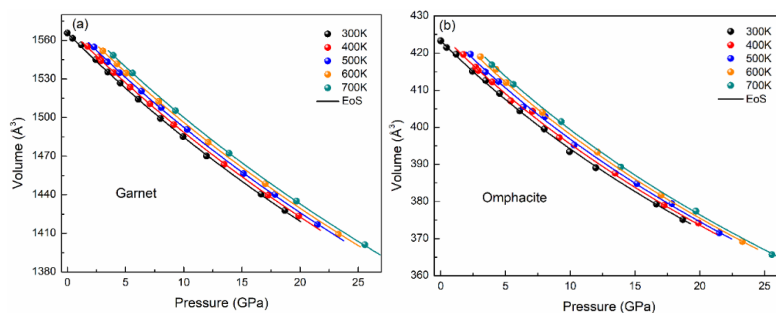 (a)
300K
400K
500K
600K
700K
EoS
Garnet
Volume (Å³)
1560
1530
1500
1470
1440
1410
1380
0 5 10 15 20 25
Pressure (GPa)
(b)
300K
400K
500K
600K
700K
EoS
Omphacite
Volume (Å³)
430
420
410
400
390
380
370
360
0 5 10 15 20 25
Pressure (GPa)